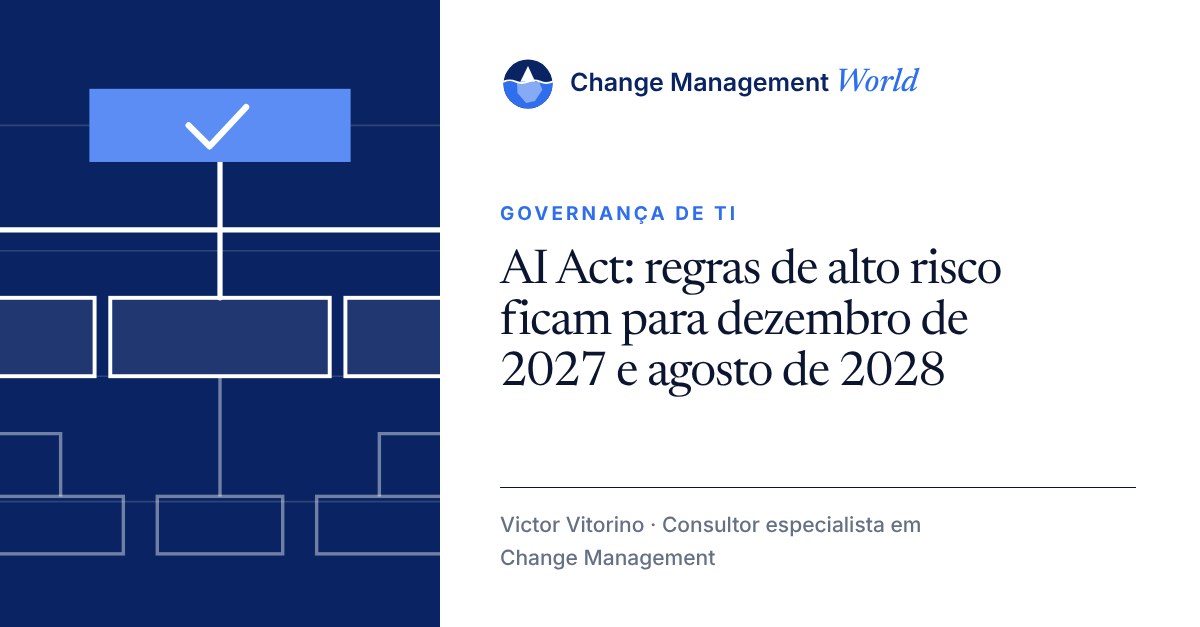 Change Management World
GOVERNANÇA DE TI
AI Act: regras de alto risco
ficam para dezembro de
2027 e agosto de 2028
Victor Vitorino · Consultor especialista em
Change Management